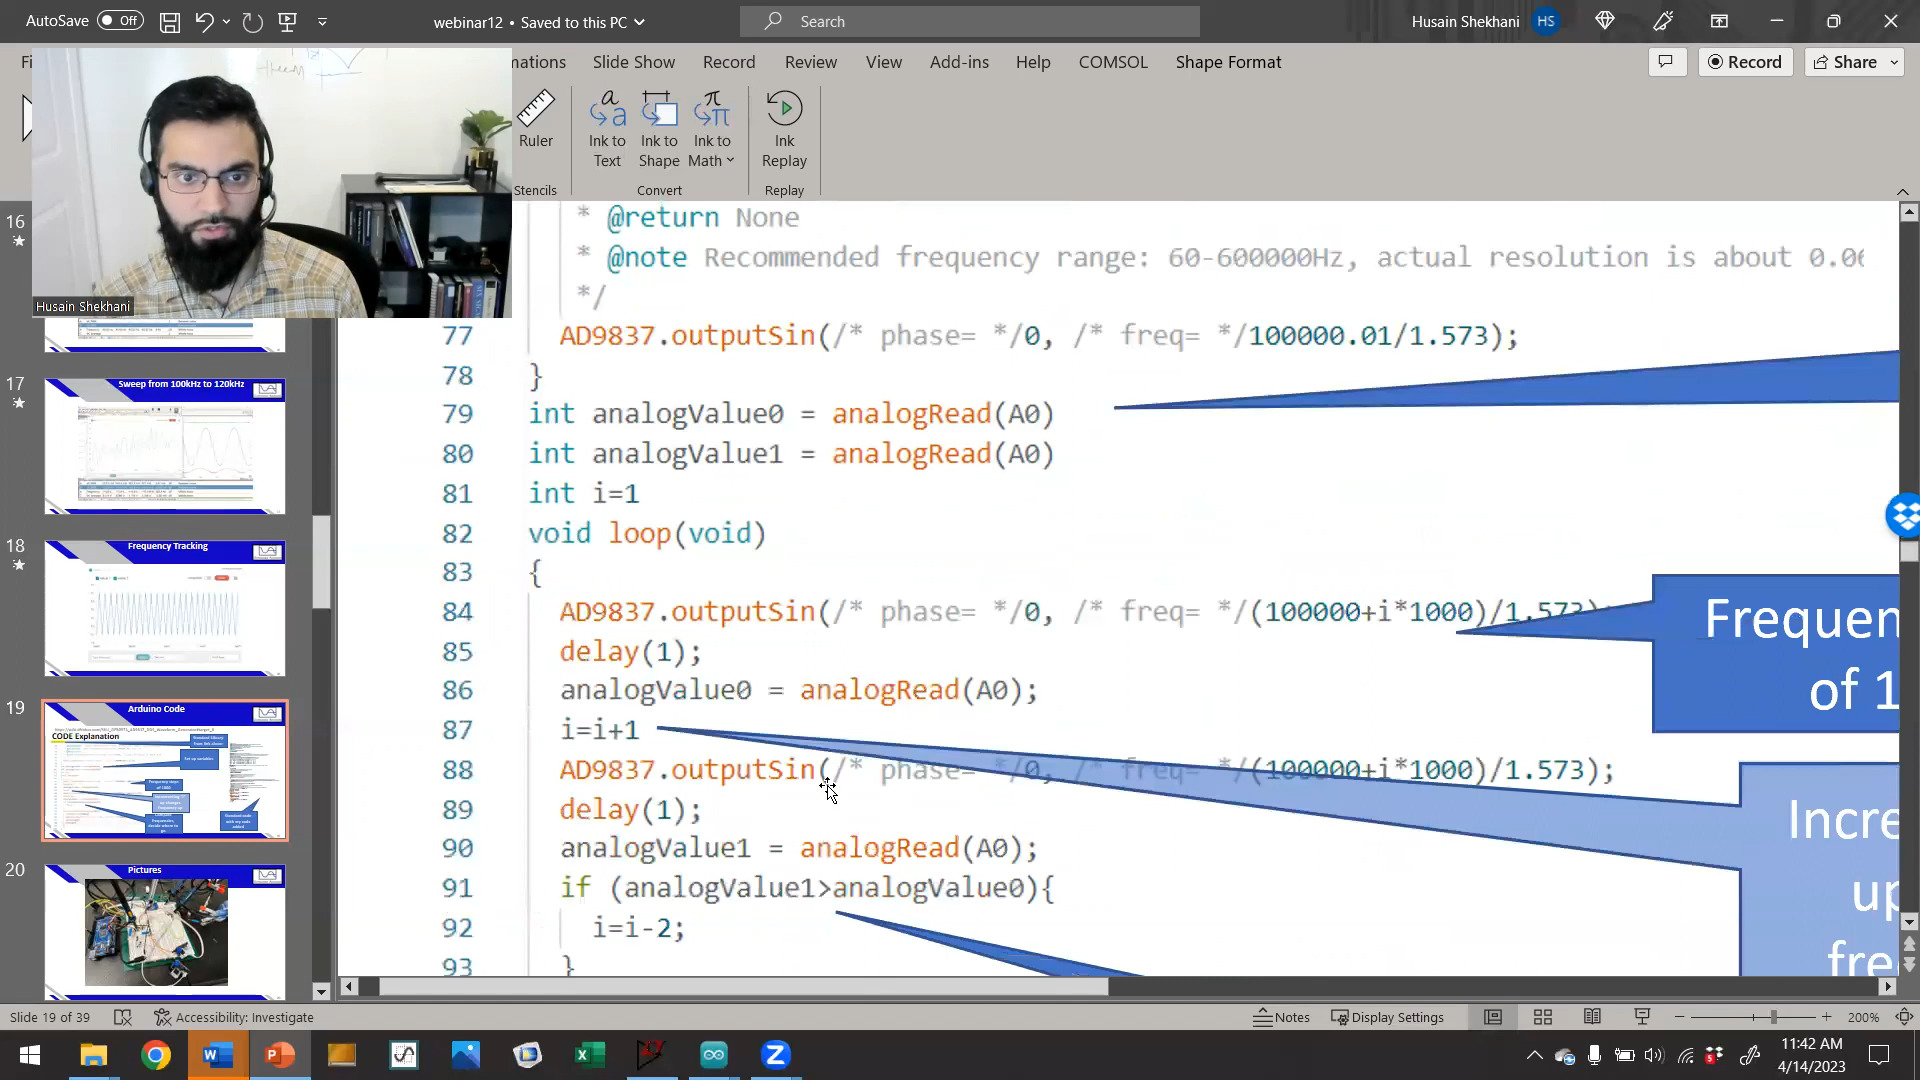 AutoSave Off
webinar12 • Saved to this PC
Search
Husain Shekhani HS
mations Slide Show Record Review View Add-ins Help COMSOL Shape Format
Record Share
Ruler
Stencils
Ink to Text
Ink to Shape
Ink to Math
Convert
Ink Replay
Replay
Husain Shekhani
16
17
Sweep from 100kHz to 120kHz
18
Frequency Tracking
19
Arduino Code
CODE Explanation
20
Pictures
* @return None
* @note Recommended frequency range: 60-600000Hz, actual resolution is about 0.06
*/
77 AD9837.outputSin(/* phase= */0, /* freq= */100000.01/1.573);
78 }
79 int analogValue0 = analogRead(A0)
80 int analogValue1 = analogRead(A0)
81 int i=1
82 void loop(void)
83 {
84 AD9837.outputSin(/* phase= */0, /* freq= */(100000+i*1000)/1.573);
85 delay(1);
86 analogValue0 = analogRead(A0);
87 i=i+1
88 AD9837.outputSin(/* phase= */0, /* freq= */(100000+i*1000)/1.573);
89 delay(1);
90 analogValue1 = analogRead(A0);
91 if (analogValue1>analogValue0){
92 i=i-2;
93 }
Frequen
of 1
Incre
up
fre
Slide 19 of 39
Accessibility: Investigate
Notes
Display Settings
200%
11:42 AM
4/14/2023